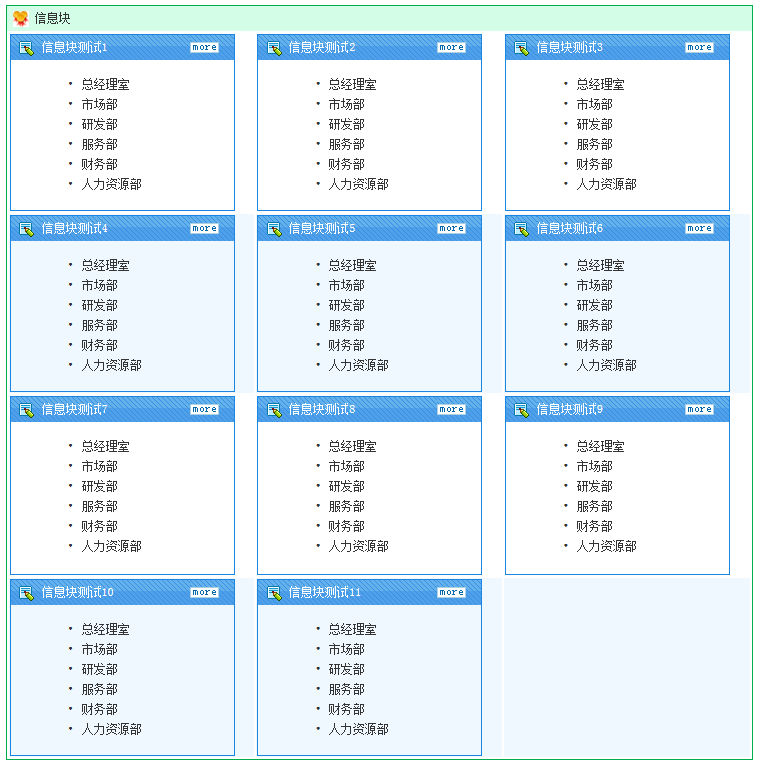 信息块
信息块测试1 more
总经理室
市场部
研发部
服务部
财务部
人力资源部
信息块测试2 more
总经理室
市场部
研发部
服务部
财务部
人力资源部
信息块测试3 more
总经理室
市场部
研发部
服务部
财务部
人力资源部
信息块测试4 more
总经理室
市场部
研发部
服务部
财务部
人力资源部
信息块测试5 more
总经理室
市场部
研发部
服务部
财务部
人力资源部
信息块测试6 more
总经理室
市场部
研发部
服务部
财务部
人力资源部
信息块测试7 more
总经理室
市场部
研发部
服务部
财务部
人力资源部
信息块测试8 more
总经理室
市场部
研发部
服务部
财务部
人力资源部
信息块测试9 more
总经理室
市场部
研发部
服务部
财务部
人力资源部
信息块测试10 more
总经理室
市场部
研发部
服务部
财务部
人力资源部
信息块测试11 more
总经理室
市场部
研发部
服务部
财务部
人力资源部